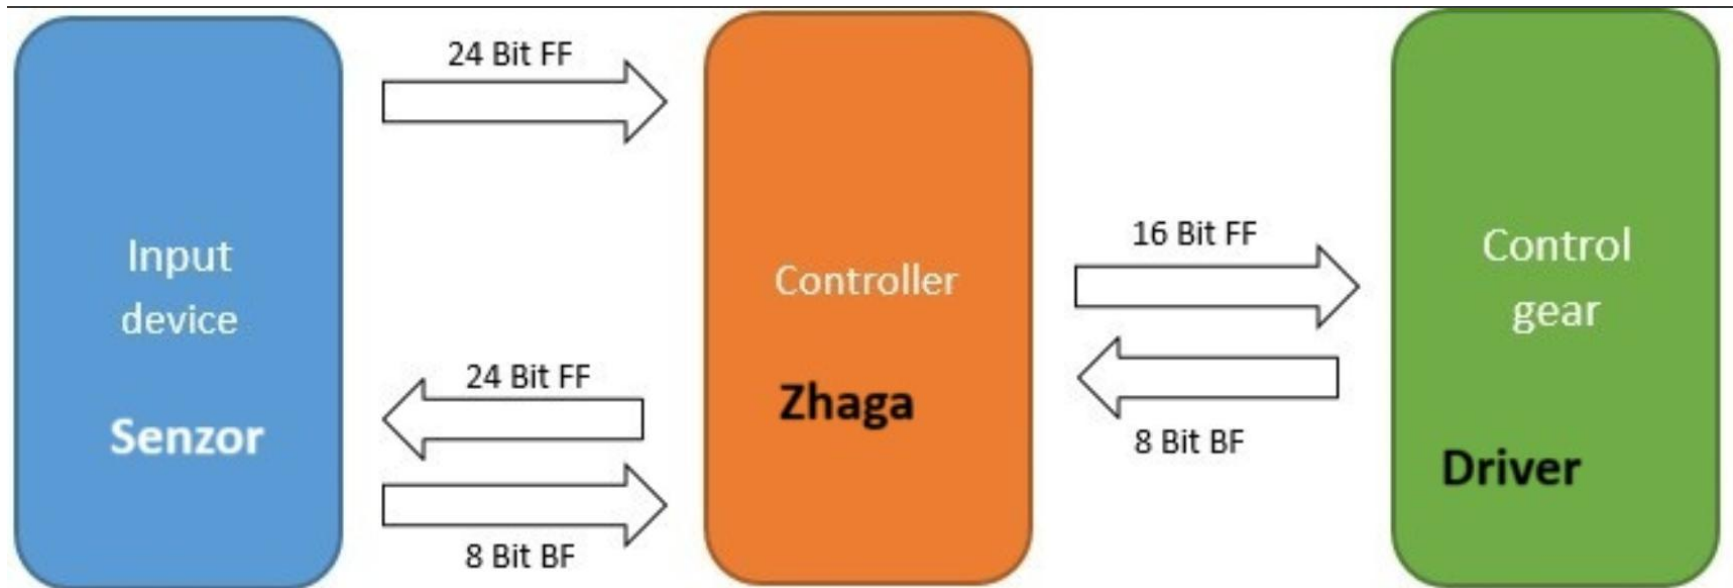 24 Bit FF
Input
device
Senzor
24 Bit FF
8 Bit BF
Controller
Zhaga
16 Bit FF
8 Bit BF
Control
gear
Driver